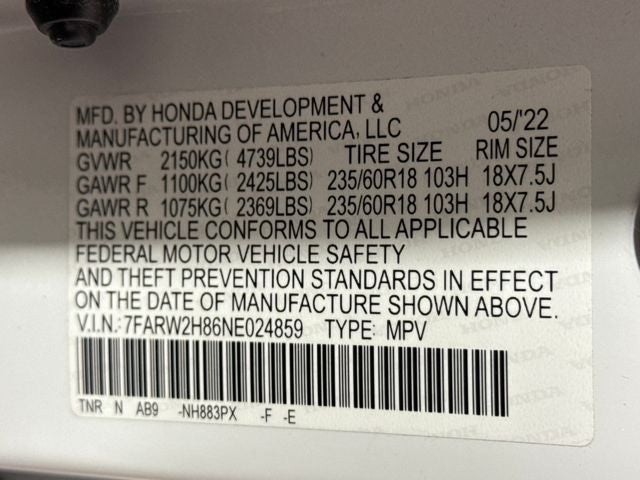 MFD. BY HONDA DEVELOPMENT &
MANUFACTURING OF AMERICA, LLC 05/'22
GVWR 2150KG( 4739LBS) TIRE SIZE RIM SIZE
GAWR F 1100KG( 2425LBS) 235/60R18 103H 18X7.5J
GAWR R 1075KG( 2369LBS) 235/60R18 103H 18X7.5J
THIS VEHICLE CONFORMS TO ALL APPLICABLE
FEDERAL MOTOR VEHICLE SAFETY
AND THEFT PREVENTION STANDARDS IN EFFECT
ON THE DATE OF MANUFACTURE SHOWN ABOVE.
V.I.N.: 7FARW2H86NE024859 TYPE: MPV
TNR N AB9 -NH883PX -F -E